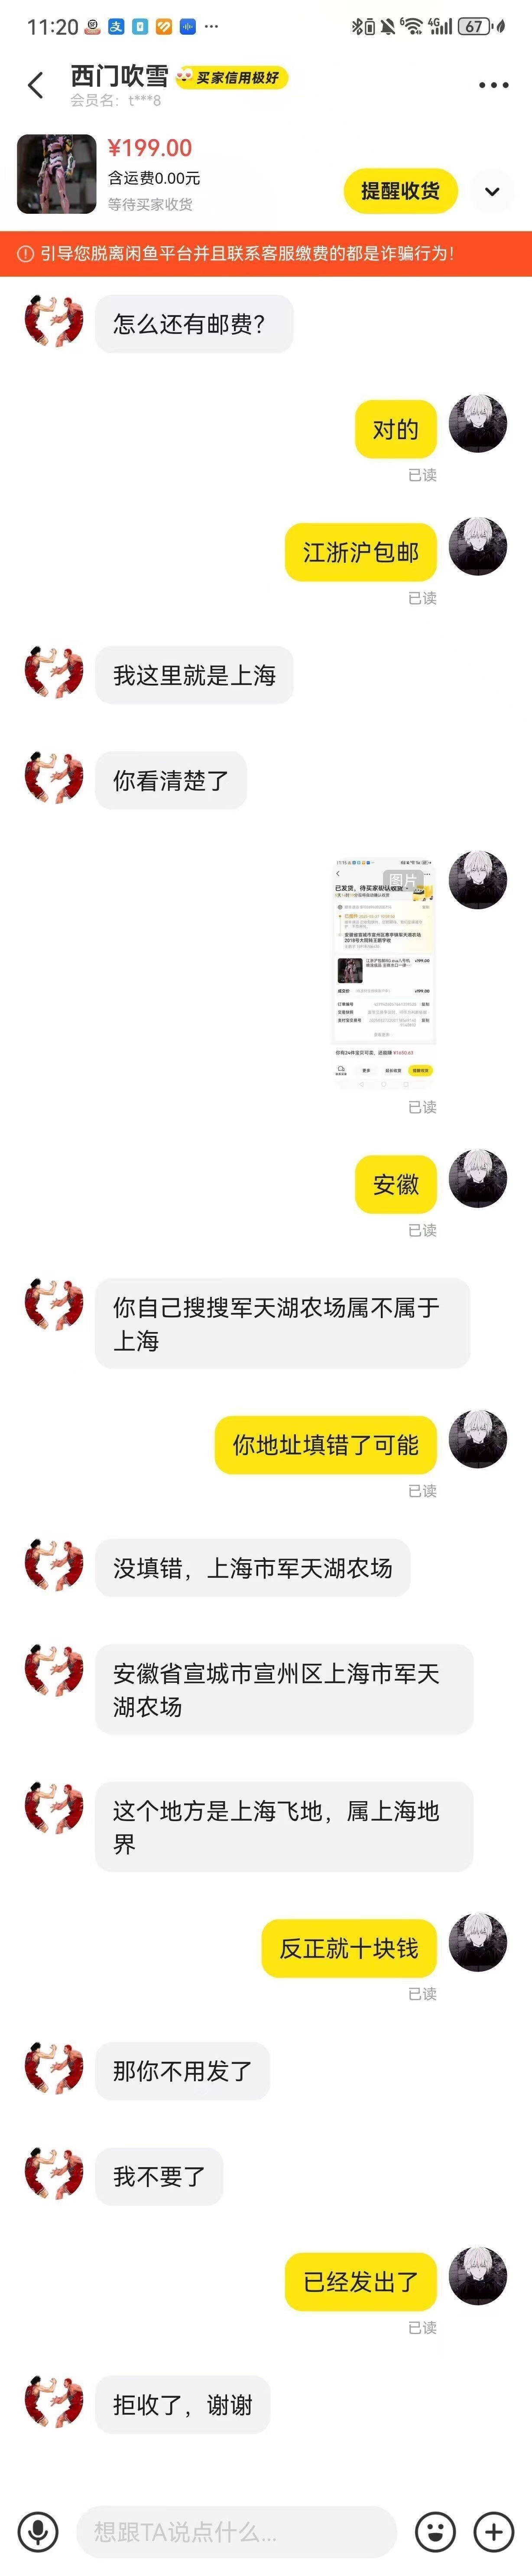 11:20
67
西门吹雪
买家信用极好
会员名：t***8
¥199.00
含运费0.00元
等待买家收货
提醒收货
引导您脱离闲鱼平台并且联系客服缴费的都是诈骗行为！
怎么还有邮费？
对的
已读
江浙沪包邮
已读
我这里就是上海
你看清楚了
图片
已读
安徽
已读
你自己搜搜军天湖农场属不属于
上海
你地址填错了可能
已读
没填错，上海市军天湖农场
安徽省宣城市宣州区上海市军天
湖农场
这个地方是上海飞地，属上海地
界
反正就十块钱
已读
那你不用发了
我不要了
已经发出了
已读
拒收了，谢谢
想跟TA说点什么...